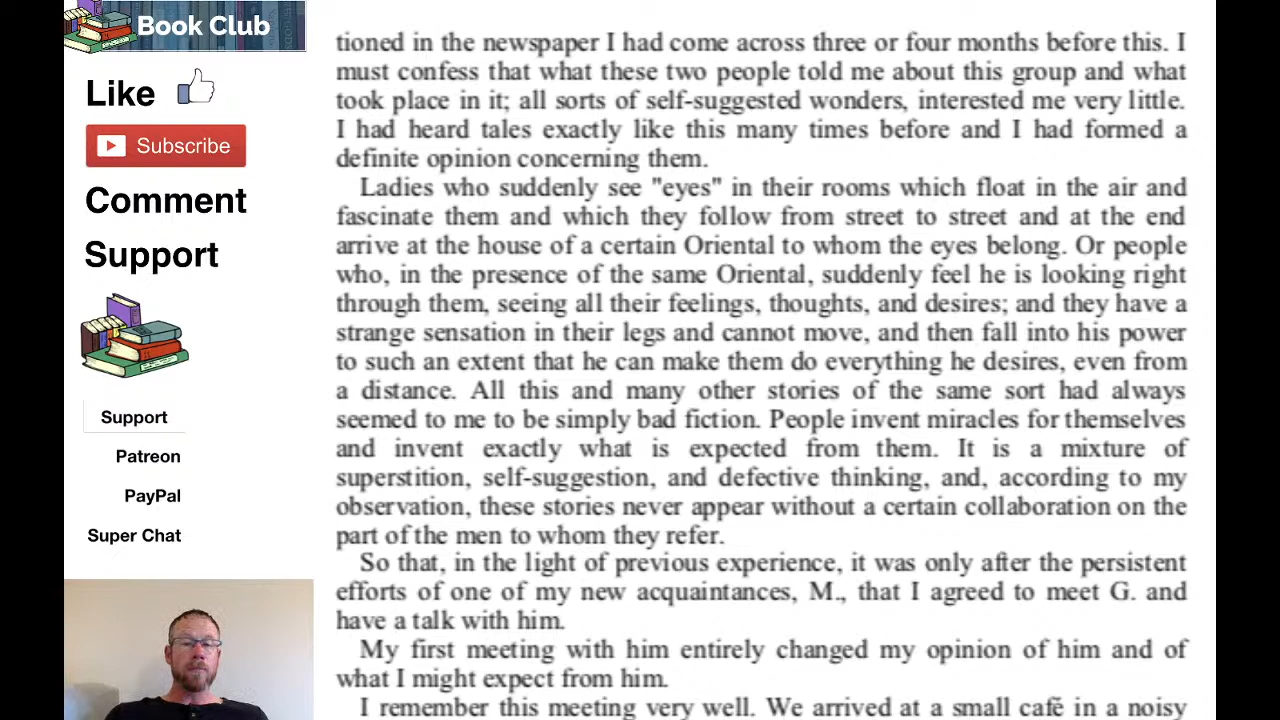 Book Club
Like
Subscribe
Comment
Support
Support
Patreon
PayPal
Super Chat
tioned in the newspaper I had come across three or four months before this. I
must confess that what these two people told me about this group and what
took place in it; all sorts of self-suggested wonders, interested me very little.
I had heard tales exactly like this many times before and I had formed a
definite opinion concerning them.
Ladies who suddenly see "eyes" in their rooms which float in the air and
fascinate them and which they follow from street to street and at the end
arrive at the house of a certain Oriental to whom the eyes belong. Or people
who, in the presence of the same Oriental, suddenly feel he is looking right
through them, seeing all their feelings, thoughts, and desires; and they have a
strange sensation in their legs and cannot move, and then fall into his power
to such an extent that he can make them do everything he desires, even from
a distance. All this and many other stories of the same sort had always
seemed to me to be simply bad fiction. People invent miracles for themselves
and invent exactly what is expected from them. It is a mixture of
superstition, self-suggestion, and defective thinking, and, according to my
observation, these stories never appear without a certain collaboration on the
part of the men to whom they refer.
So that, in the light of previous experience, it was only after the persistent
efforts of one of my new acquaintances, M., that I agreed to meet G. and
have a talk with him.
My first meeting with him entirely changed my opinion of him and of
what I might expect from him.
I remember this meeting very well. We arrived at a small café in a noisy